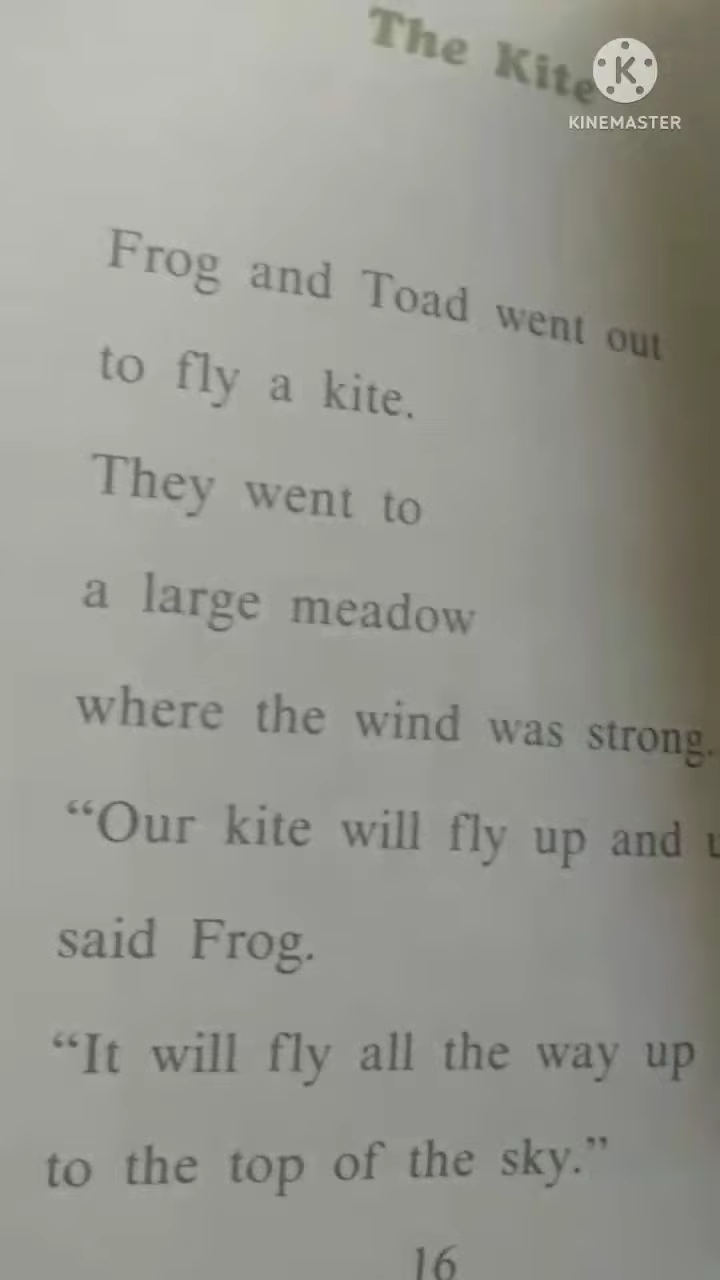 The Kite
KINEMASTER
Frog and Toad went out
to fly a kite.
They went to
a large meadow
where the wind was strong.
“Our kite will fly up and
said Frog.
“It will fly all the way up
to the top of the sky.”
16